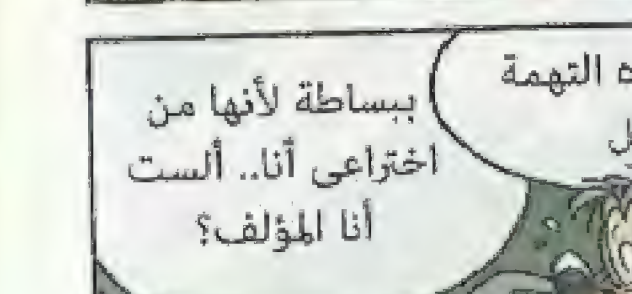 ببساطة لأنها من
اختراعى أنا.. ألست
أنا المؤلف؟
التهمة